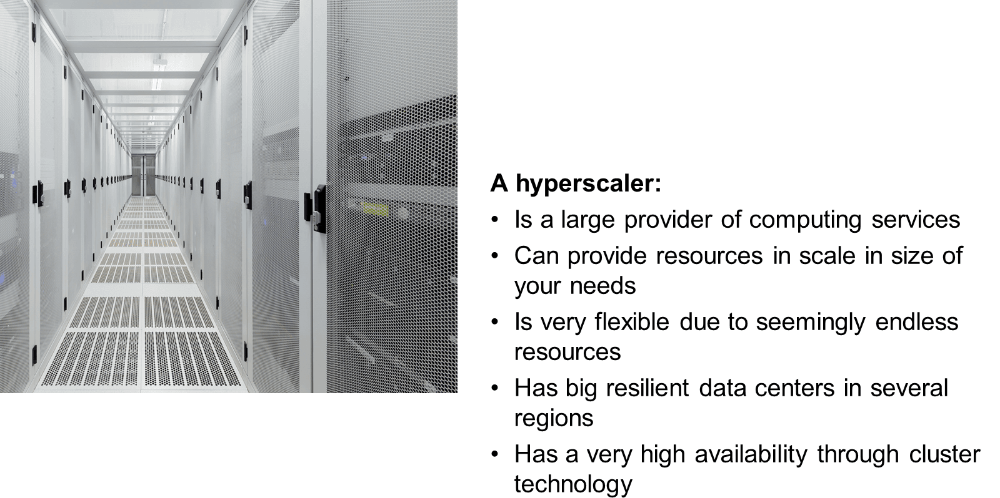 A hyperscaler:
• Is a large provider of computing services
• Can provide resources in scale in size of
your needs
• Is very flexible due to seemingly endless
resources
• Has big resilient data centers in several
regions
• Has a very high availability through cluster
technology